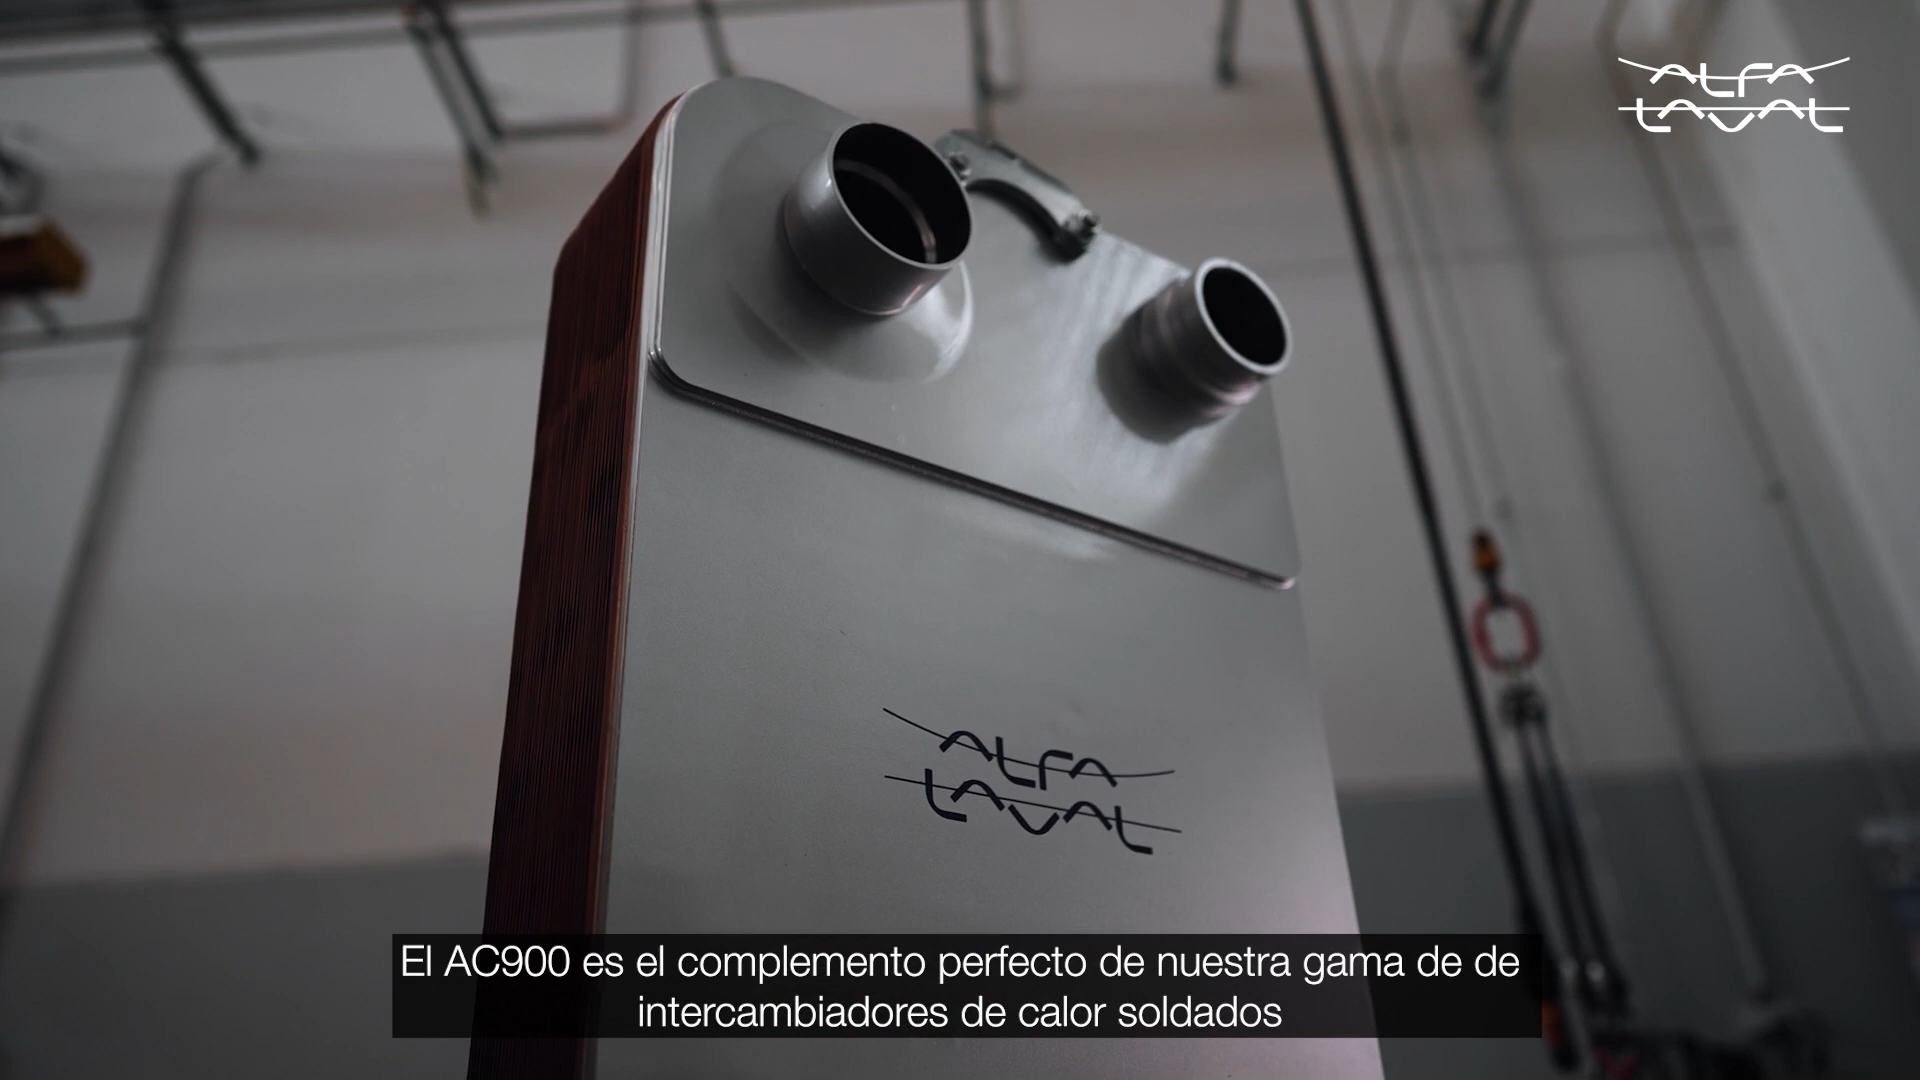 ALFA
LAVAL
ALFA
LAVAL
El AC900 es el complemento perfecto de nuestra gama de de
intercambiadores de calor soldados